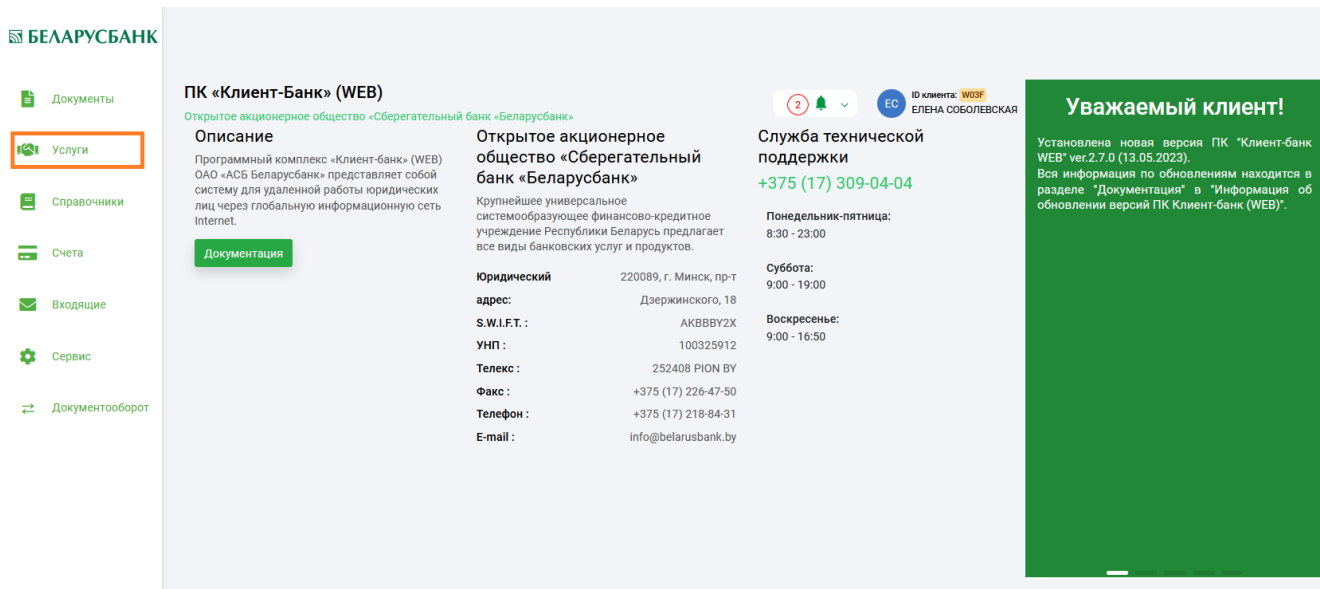 БЕЛАРУСБАНК
Документы
Услуги
Справочники
Счета
Входящие
Сервис
Документооборот
ПК «Клиент-Банк» (WEB)
Открытое акционерное общество «Сберегательный банк «Беларусбанк»
2
ЕС
ID клиента: W03F
ЕЛЕНА СОБОЛЕВСКАЯ
Описание
Программный комплекс «Клиент-банк» (WEB)
ОАО «АСБ Беларусбанк» представляет собой
систему для удаленной работы юридических
лиц через глобальную информационную сеть
Internet.
Документация
Открытое акционерное
общество «Сберегательный
банк «Беларусбанк»
Крупнейшее универсальное
системообразующее финансово-кредитное
учреждение Республики Беларусь предлагает
все виды банковских услуг и продуктов.
Юридический 220089, г. Минск, пр-т
адрес: Дзержинского, 18
S.W.I.F.T. : AKBBBY2X
УНП : 100325912
Телекс : 252408 PION BY
Факс : +375 (17) 226-47-50
Телефон : +375 (17) 218-84-31
E-mail : info@belarusbank.by
Служба технической
поддержки
+375 (17) 309-04-04
Понедельник-пятница:
8:30 - 23:00
Суббота:
9:00 - 19:00
Воскресенье:
9:00 - 16:50
Уважаемый клиент!
Установлена новая версия ПК "Клиент-банк
WEB" ver.2.7.0 (13.05.2023).
Вся информация по обновлениям находится в
разделе "Документация" в "Информация об
обновлении версий ПК Клиент-банк (WEB)".